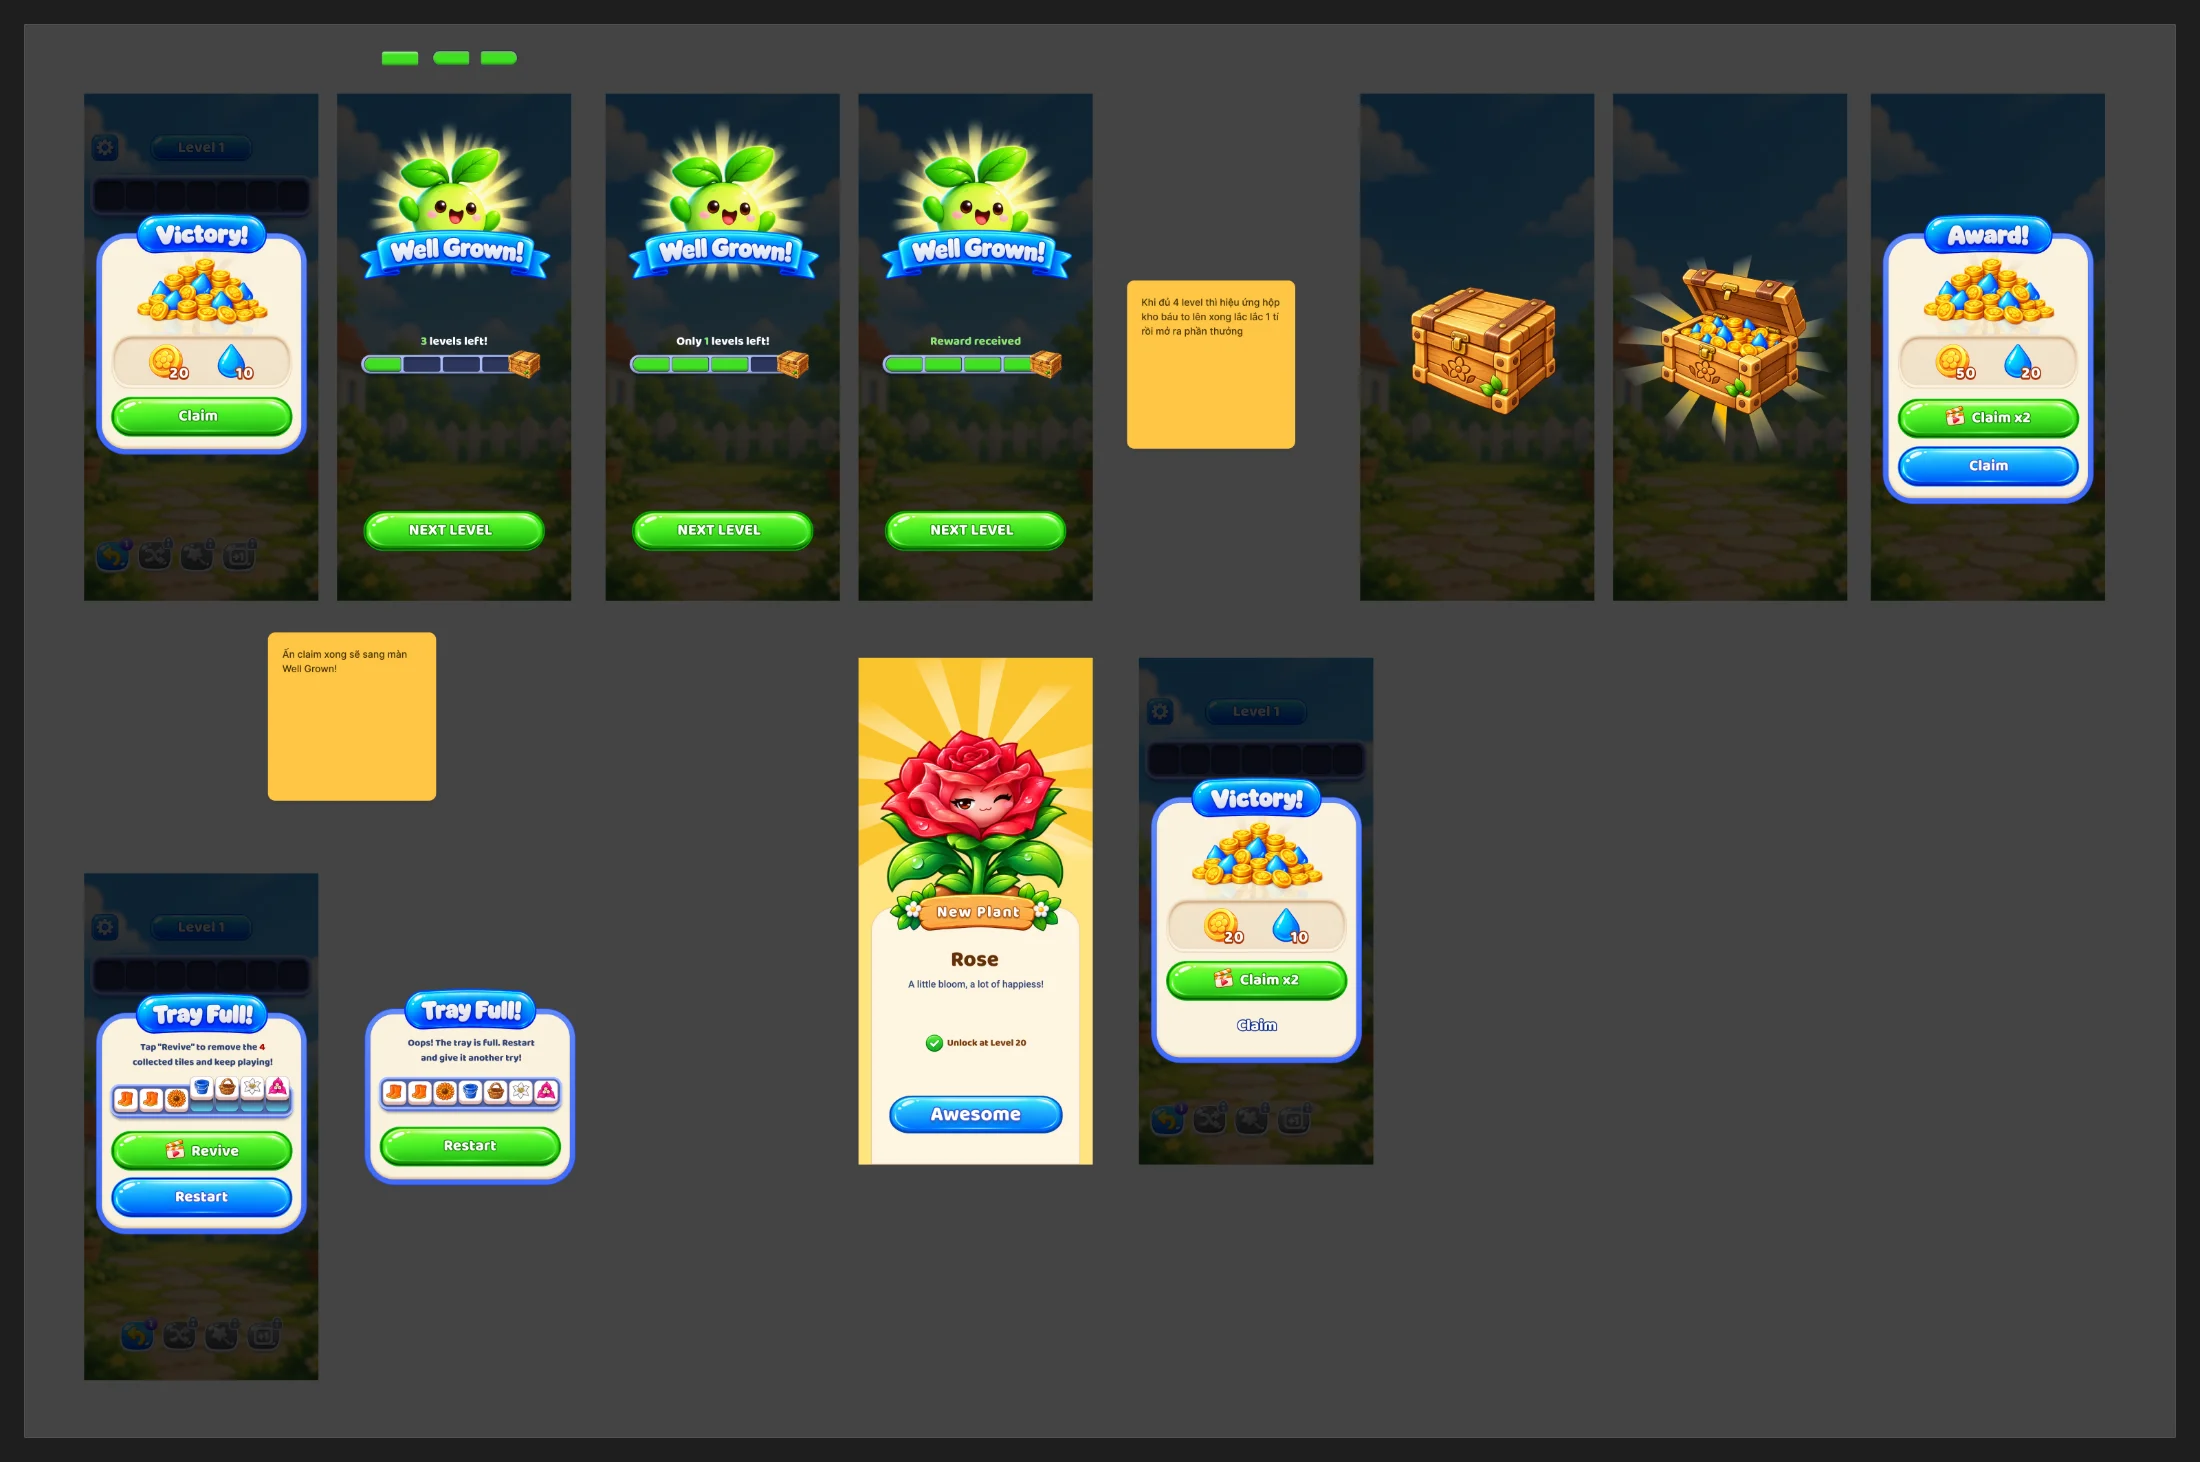 Level 1
Victory!
20
10
Claim
1
Well Grown!
3 levels left!
NEXT LEVEL
Well Grown!
Only 1 levels left!
NEXT LEVEL
Well Grown!
Reward received
NEXT LEVEL
Khi đủ 4 level thì hiệu ứng hộp
kho báu to lên xong lắc lắc 1 tí
rồi mở ra phần thưởng
Award!
50
20
Claim x2
Claim
Ấn claim xong sẽ sang màn
Well Grown!
New Plant
Rose
A little bloom, a lot of happiess!
Unlock at Level 20
Awesome
Level 1
Victory!
20
10
Claim x2
Claim
1
Level 1
Tray Full!
Tap "Revive" to remove the 4
collected tiles and keep playing!
Revive
Restart
1
Tray Full!
Oops! The tray is full. Restart
and give it another try!
Restart